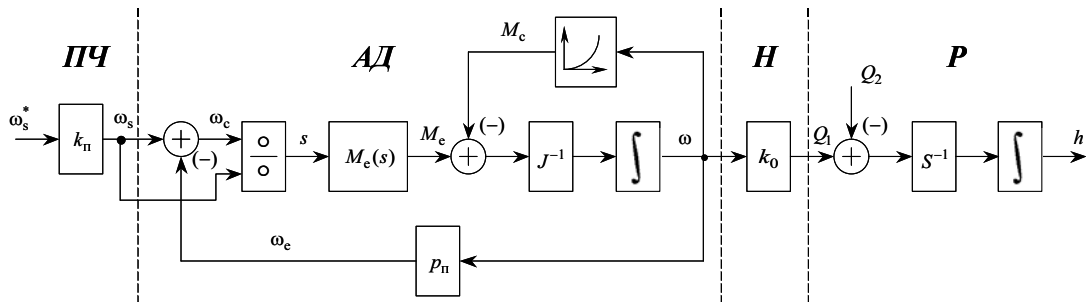 ПЧ
АД
Н
Р
M_c
Q_2
ω_s^*
k_п
ω_s
ω_c
(−)
s
M_e(s)
M_e
(−)
J^{-1}
∫
ω
k_0
Q_1
(−)
S^{-1}
∫
h
ω_e
p_п